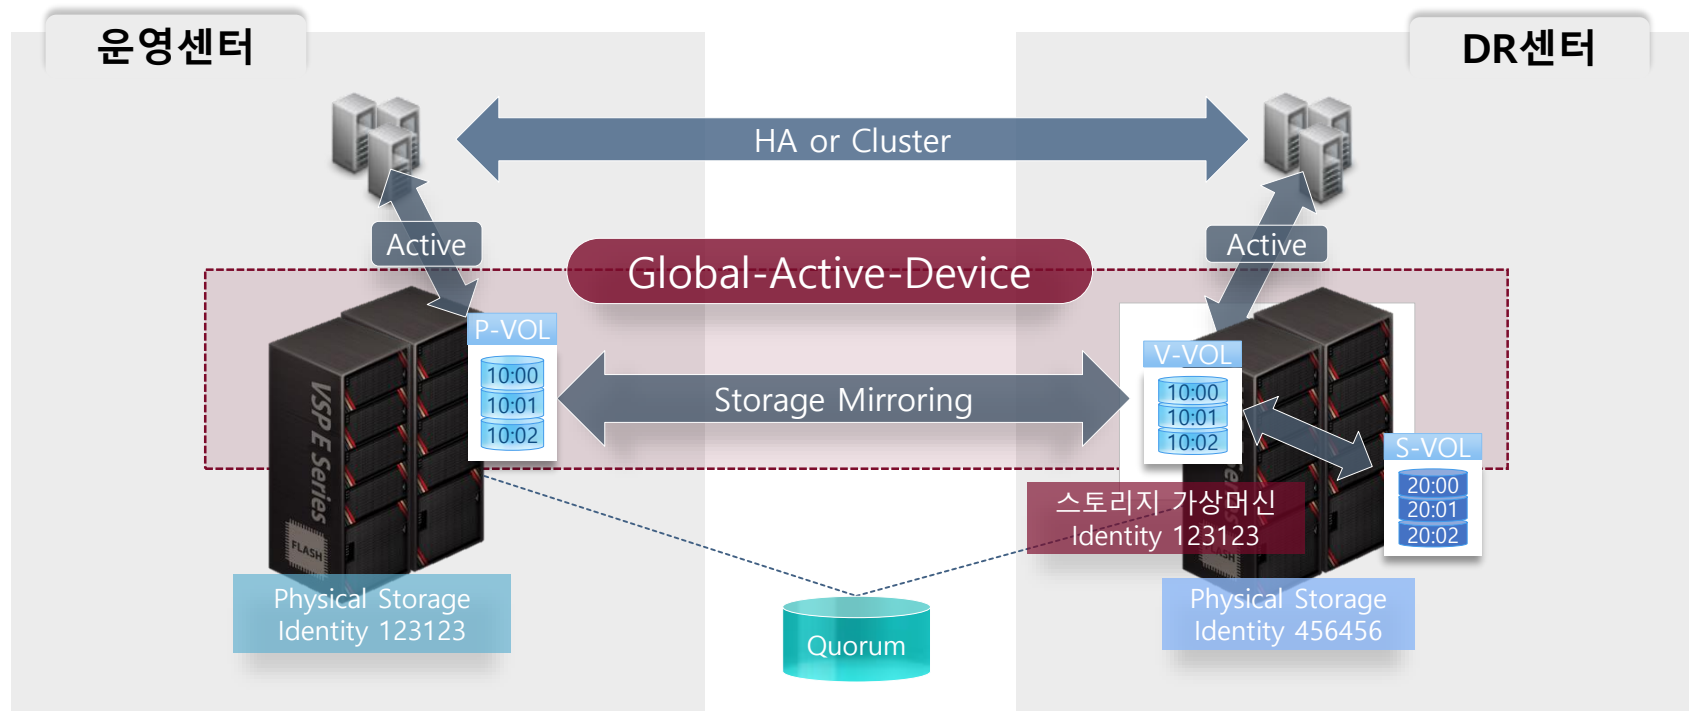 운영센터
DR센터
HA or Cluster
Active
Active
Global-Active-Device
P-VOL
10:00
10:01
10:02
Storage Mirroring
V-VOL
10:00
10:01
10:02
S-VOL
20:00
20:01
20:02
VSP E Series
FLASH
스토리지 가상머신
Identity 123123
Physical Storage
Identity 123123
Physical Storage
Identity 456456
Quorum